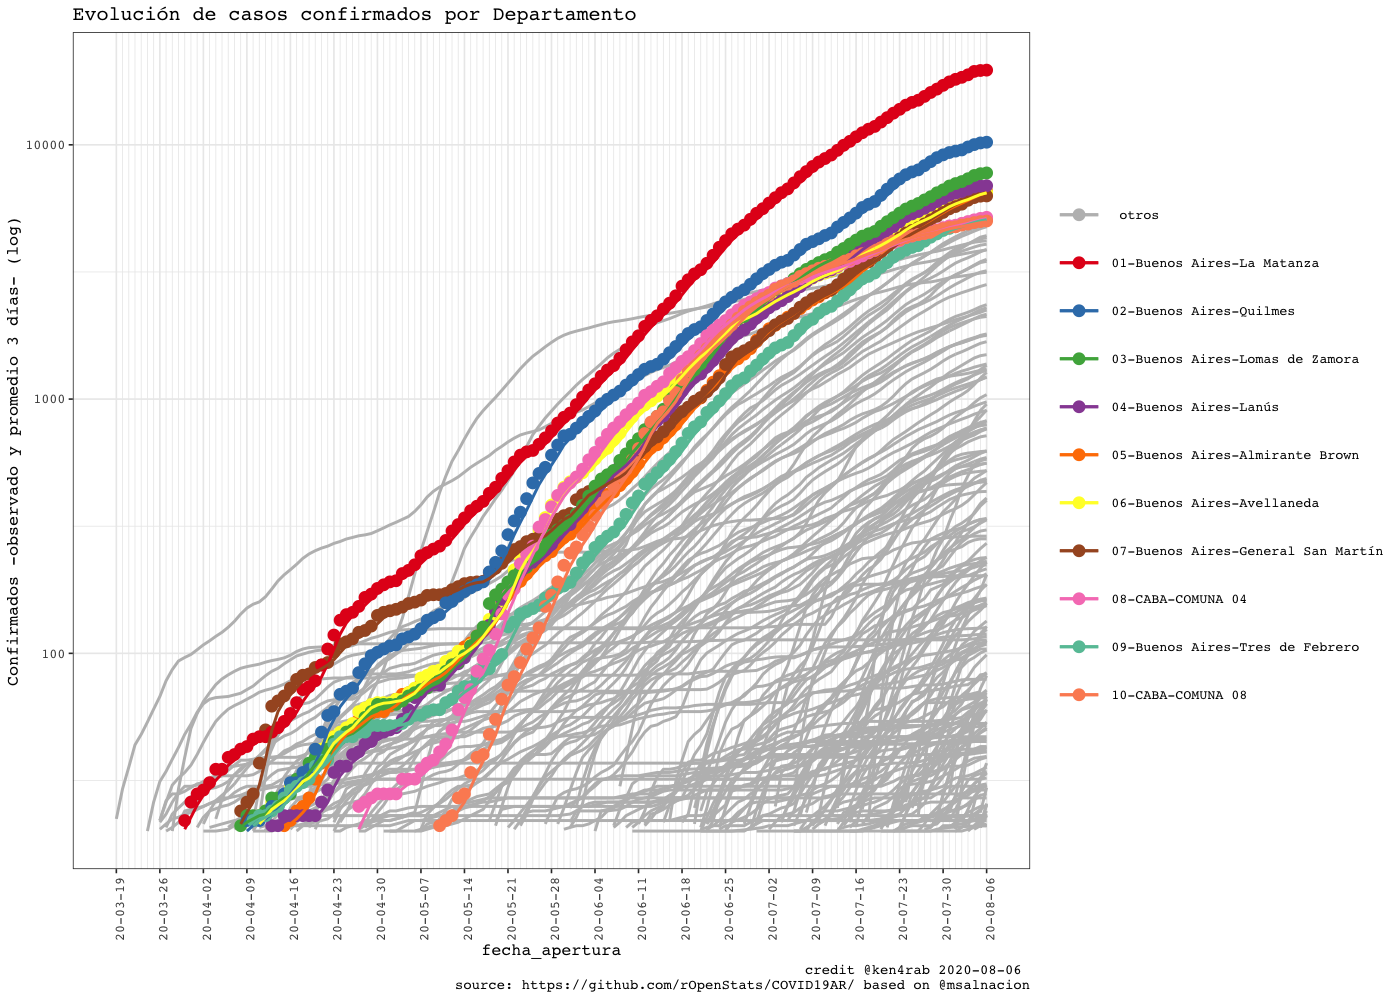 Evolución de casos confirmados por Departamento
Confirmados -observado y promedio 3 días- (log)
10000
1000
100
20-03-19
20-03-26
20-04-02
20-04-09
20-04-16
20-04-23
20-04-30
20-05-07
20-05-14
20-05-21
20-05-28
20-06-04
20-06-11
20-06-18
20-06-25
20-07-02
20-07-09
20-07-16
20-07-23
20-07-30
20-08-06
fecha_apertura
otros
01-Buenos Aires-La Matanza
02-Buenos Aires-Quilmes
03-Buenos Aires-Lomas de Zamora
04-Buenos Aires-Lanús
05-Buenos Aires-Almirante Brown
06-Buenos Aires-Avellaneda
07-Buenos Aires-General San Martín
08-CABA-COMUNA 04
09-Buenos Aires-Tres de Febrero
10-CABA-COMUNA 08
credit @ken4rab 2020-08-06
source: https://github.com/rOpenStats/COVID19AR/ based on @msalnacion